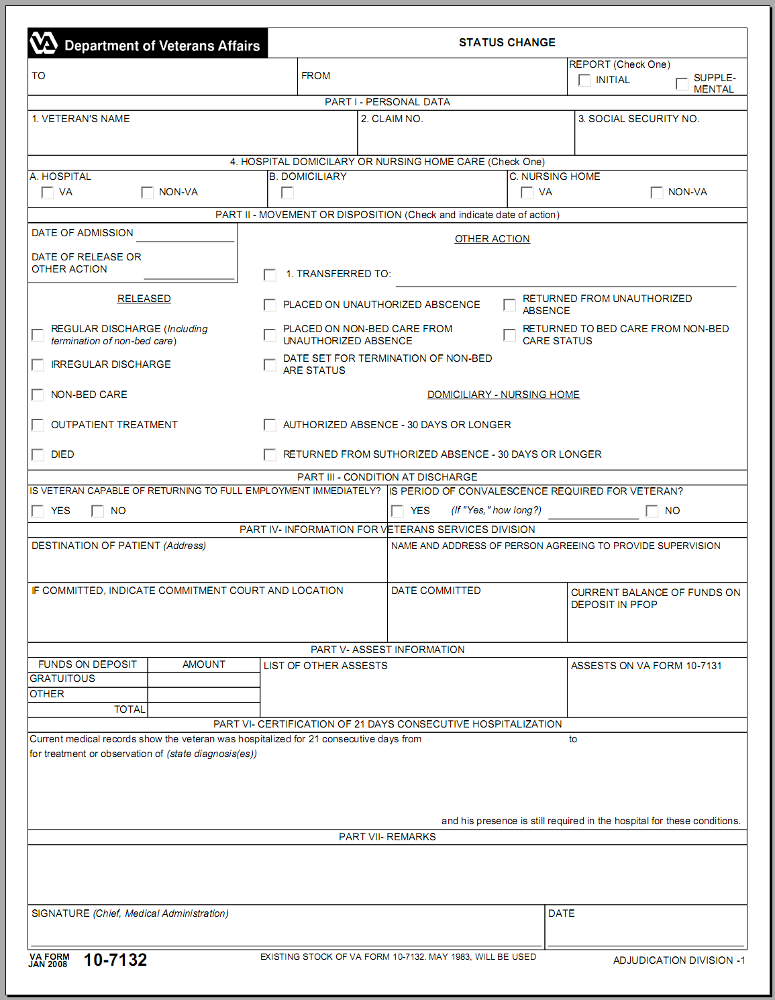 VA Department of Veterans Affairs
STATUS CHANGE
TO
FROM
REPORT (Check One)
INITIAL
SUPPLE-
MENTAL
PART I - PERSONAL DATA
1. VETERAN'S NAME
2. CLAIM NO.
3. SOCIAL SECURITY NO.
4. HOSPITAL DOMICILARY OR NURSING HOME CARE (Check One)
A. HOSPITAL
VA
NON-VA
B. DOMICILIARY
C. NURSING HOME
VA
NON-VA
PART II - MOVEMENT OR DISPOSITION (Check and indicate date of action)
DATE OF ADMISSION
DATE OF RELEASE OR
OTHER ACTION
RELEASED
REGULAR DISCHARGE (Including
termination of non-bed care)
IRREGULAR DISCHARGE
NON-BED CARE
OUTPATIENT TREATMENT
DIED
OTHER ACTION
1. TRANSFERRED TO:
PLACED ON UNAUTHORIZED ABSCENCE
RETURNED FROM UNAUTHORIZED
ABSENCE
PLACED ON NON-BED CARE FROM
UNAUTHORIZED ABSENCE
RETURNED TO BED CARE FROM NON-BED
CARE STATUS
DATE SET FOR TERMINATION OF NON-BED
ARE STATUS
DOMICILIARY - NURSING HOME
AUTHORIZED ABSENCE - 30 DAYS OR LONGER
RETURNED FROM SUTHORIZED ABSENCE - 30 DAYS OR LONGER
PART III - CONDITION AT DISCHARGE
IS VETERAN CAPABLE OF RETURNING TO FULL EMPLOYMENT IMMEDIATELY?
YES
NO
IS PERIOD OF CONVALESCENCE REQUIRED FOR VETERAN?
YES
(If "Yes," how long?)
NO
PART IV- INFORMATION FOR VETERANS SERVICES DIVISION
DESTINATION OF PATIENT (Address)
NAME AND ADDRESS OF PERSON AGREEING TO PROVIDE SUPERVISION
IF COMMITTED, INDICATE COMMITMENT COURT AND LOCATION
DATE COMMITTED
CURRENT BALANCE OF FUNDS ON
DEPOSIT IN PFOP
PART V- ASSEST INFORMATION
FUNDS ON DEPOSIT
AMOUNT
GRATUITOUS
OTHER
TOTAL
LIST OF OTHER ASSESTS
ASSESTS ON VA FORM 10-7131
PART VI- CERTIFICATION OF 21 DAYS CONSECUTIVE HOSPITALIZATION
Current medical records show the veteran was hospitalized for 21 consecutive days from to
for treatment or observation of (state diagnosis(es))
and his presence is still required in the hospital for these conditions.
PART VII- REMARKS
SIGNATURE (Chief, Medical Administration)
DATE
VA FORM
JAN 2008
10-7132
EXISTING STOCK OF VA FORM 10-7132. MAY 1983, WILL BE USED
ADJUDICATION DIVISION -1